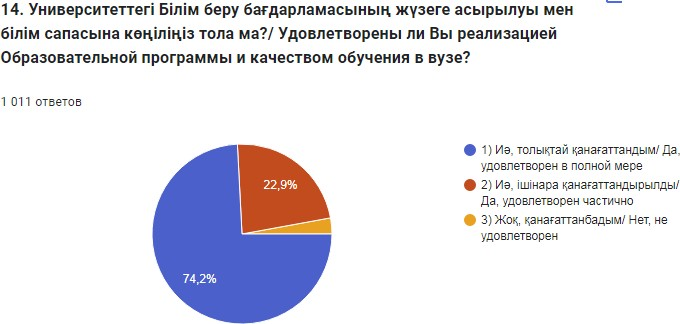 14. Университеттегі Білім беру бағдарламасының жүзеге асырылуы мен
білім сапасына көңіліңіз тола ма?/ Удовлетворены ли Вы реализацией
Образовательной программы и качеством обучения в вузе?
1 011 ответов
1) Иә, толықтай қанағаттандым/ Да,
удовлетворен в полной мере
2) Иә, ішінара қанағаттандырылды/
Да, удовлетворен частично
3) Жоқ, қанағаттанбадым/ Нет, не
удовлетворен
22,9%
74,2%